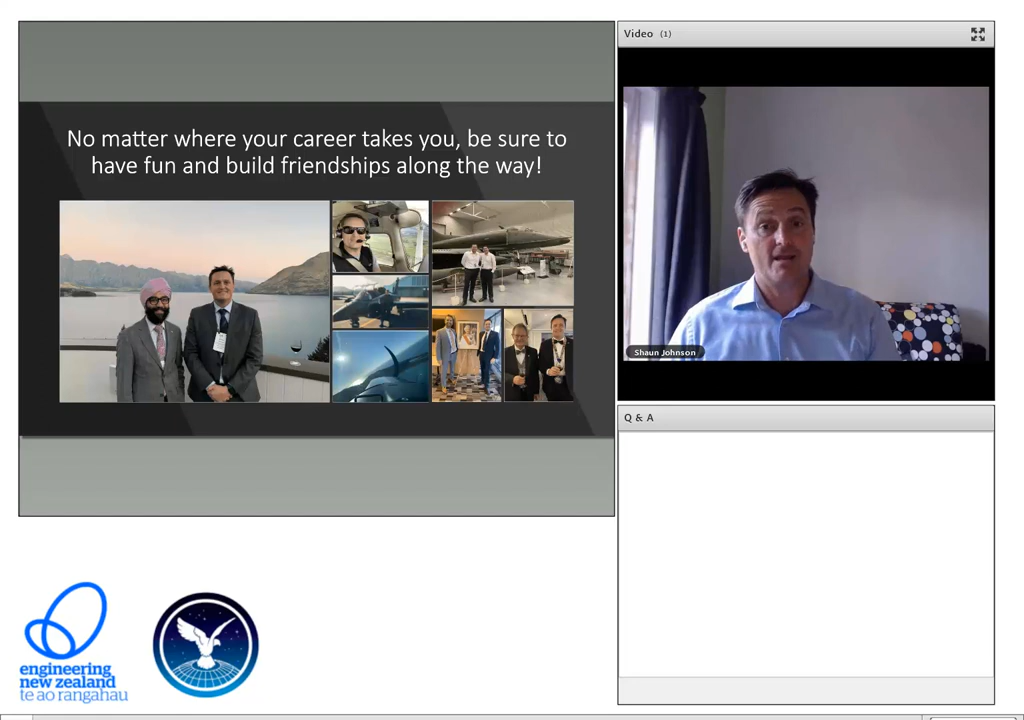 No matter where your career takes you, be sure to
have fun and build friendships along the way!
Video (1)
Shaun Johnson
Q & A
engineering
new zealand
te ao rangahau